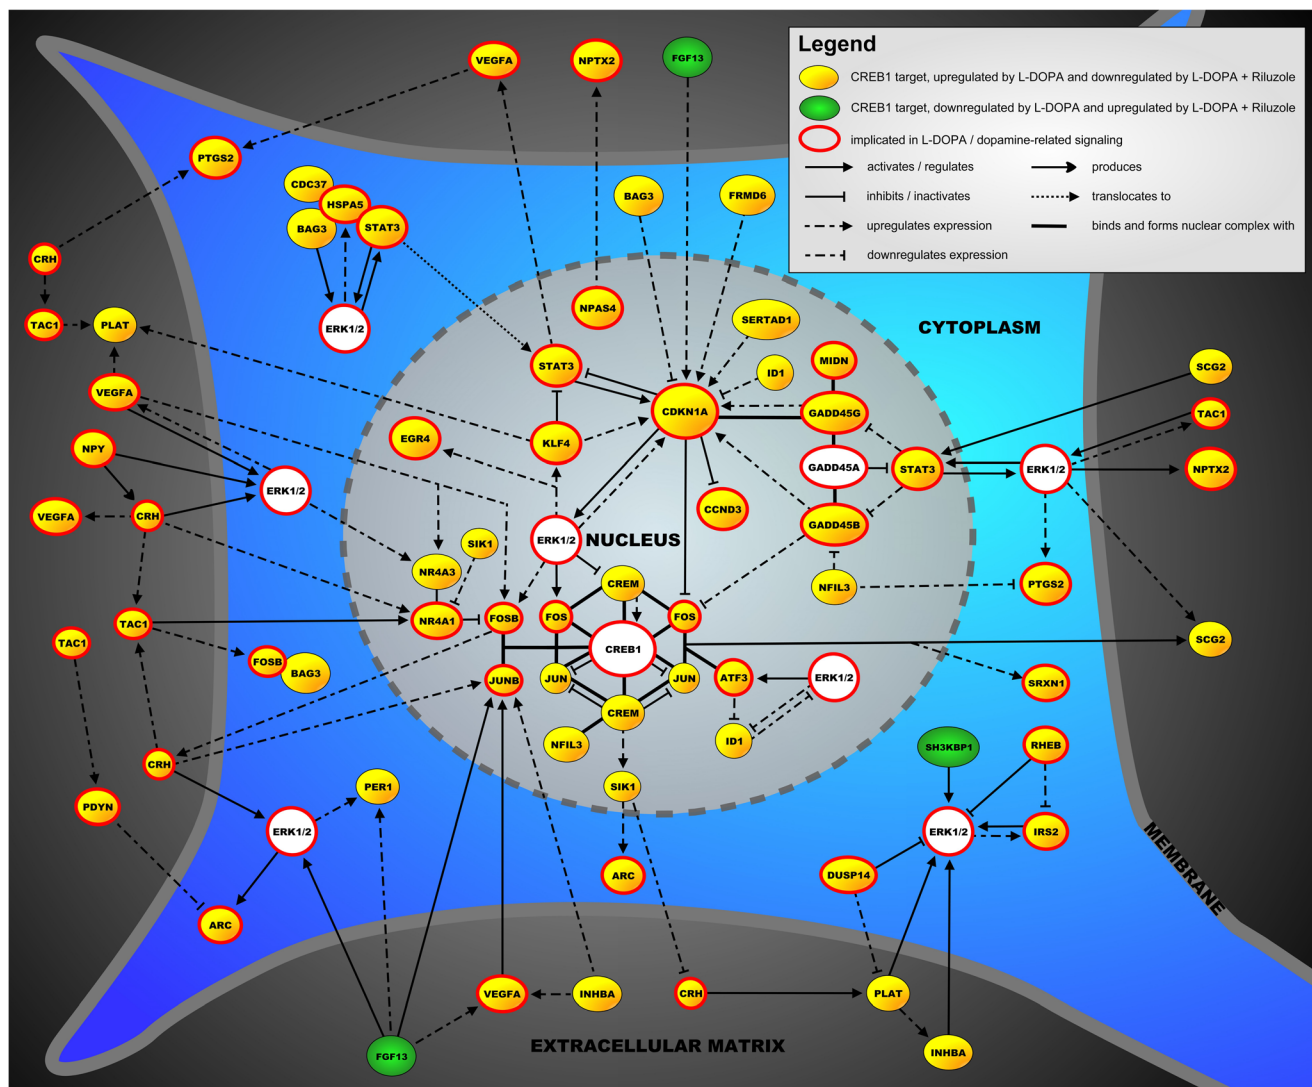 Legend
CREB1 target, upregulated by L-DOPA and downregulated by L-DOPA + Riluzole
CREB1 target, downregulated by L-DOPA and upregulated by L-DOPA + Riluzole
implicated in L-DOPA / dopamine-related signaling
activates / regulates
produces
inhibits / inactivates
translocates to
upregulates expression
binds and forms nuclear complex with
downregulates expression
VEGFA
NPTX2
FGF13
PTGS2
CDC37
HSPA5
BAG3
STAT3
BAG3
FRMD6
CRH
TAC1
PLAT
ERK1/2
NPAS4
SERTAD1
CYTOPLASM
STAT3
ID1
MIDN
SCG2
VEGFA
CDKN1A
GADD45G
TAC1
NPY
EGR4
KLF4
GADD45A
STAT3
ERK1/2
NPTX2
ERK1/2
VEGFA
CRH
CCND3
GADD45B
SIK1
ERK1/2
NUCLEUS
NR4A3
CREM
NFIL3
PTGS2
TAC1
NR4A1
FOSB
FOS
FOS
TAC1
CREB1
SCG2
FOSB
BAG3
JUNB
JUN
JUN
ATF3
ERK1/2
SRXN1
CREM
NFIL3
ID1
CRH
SH3KBP1
RHEB
PER1
SIK1
PDYN
ERK1/2
ERK1/2
IRS2
MEMBRANE
ARC
DUSP14
ARC
VEGFA
INHBA
CRH
PLAT
EXTRACELLULAR MATRIX
FGF13
INHBA